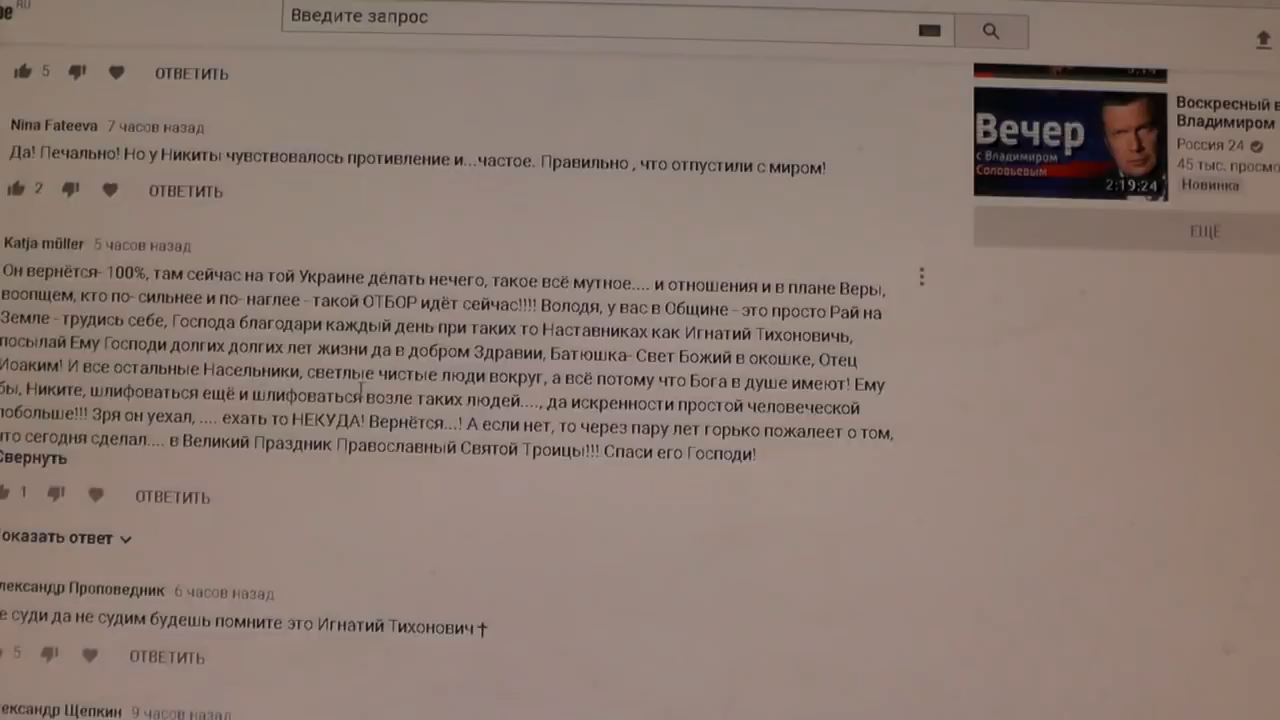 RU
Введите запрос
5 ОТВЕТИТЬ
Nina Fateeva 7 часов назад
Да! Печально! Но у Никиты чувствовалось противление и...частое. Правильно , что отпустили с миром!
2 ОТВЕТИТЬ
Katja müller 5 часов назад
Он вернётся- 100%, там сейчас на той Украине делать нечего, такое всё мутное.... и отношения и в плане Веры,
воопщем, кто по- сильнее и по- наглее - такой ОТБОР идёт сейчас!!!! Володя, у вас в Общине - это просто Рай на
Земле - трудись себе, Господа благодари каждый день при таких то Наставниках как Игнатий Тихоновичь,
посылай Ему Господи долгих долгих лет жизни да в добром Здравии, Батюшка- Свет Божий в окошке, Отец
Иоаким! И все остальные Насельники, светлые чистые люди вокруг, а всё потому что Бога в душе имеют! Ему
бы, Никите, шлифоваться ещё и шлифоваться возле таких людей...., да искренности простой человеческой
побольше!!! Зря он уехал, .... ехать то НЕКУДА! Вернётся...! А если нет, то через пару лет горько пожалеет о том,
что сегодня сделал.... в Великий Праздник Православный Святой Троицы!!! Спаси его Господи!
Свернуть
1 ОТВЕТИТЬ
оказать ответ
лександр Проповедник 6 часов назад
е суди да не судим будешь помните это Игнатий Тихонович †
5 ОТВЕТИТЬ
ександр Щепкин 9 часов назад
Вечер
с Владимиром
Соловьевым
2:19:24
Воскресный в
Владимиром
Россия 24
45 тыс. просмо
Новинка
ЕЩЁ